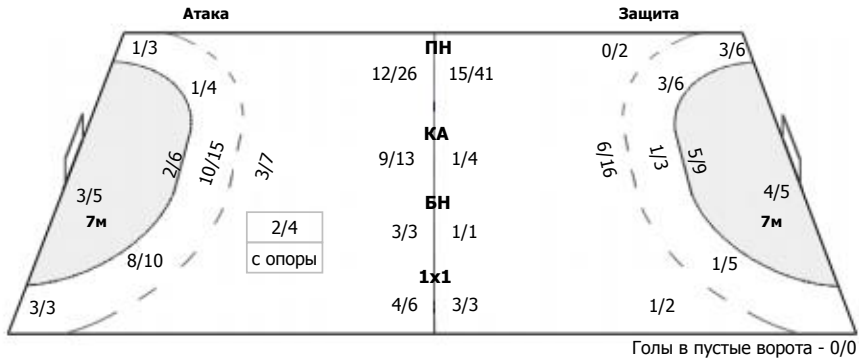 Атака
Защита
1/3
ПН
0/2
3/6
12/26
15/41
1/4
3/6
КА
2/6
10/15
3/7
9/13
1/4
6/16
1/3
5/9
3/5
7м
4/5
7м
БН
2/4
3/3
1/1
с опоры
8/10
1/5
1x1
3/3
4/6
3/3
1/2
Голы в пустые ворота - 0/0